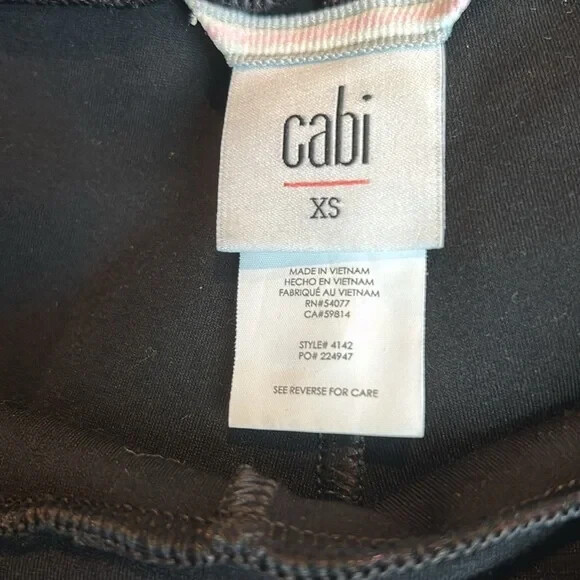 cabi
XS
MADE IN VIETNAM
HECHO EN VIETNAM
FABRIQUÉ AU VIETNAM
RN#54077
CA#59814
STYLE# 4142
PO# 224947
SEE REVERSE FOR CARE